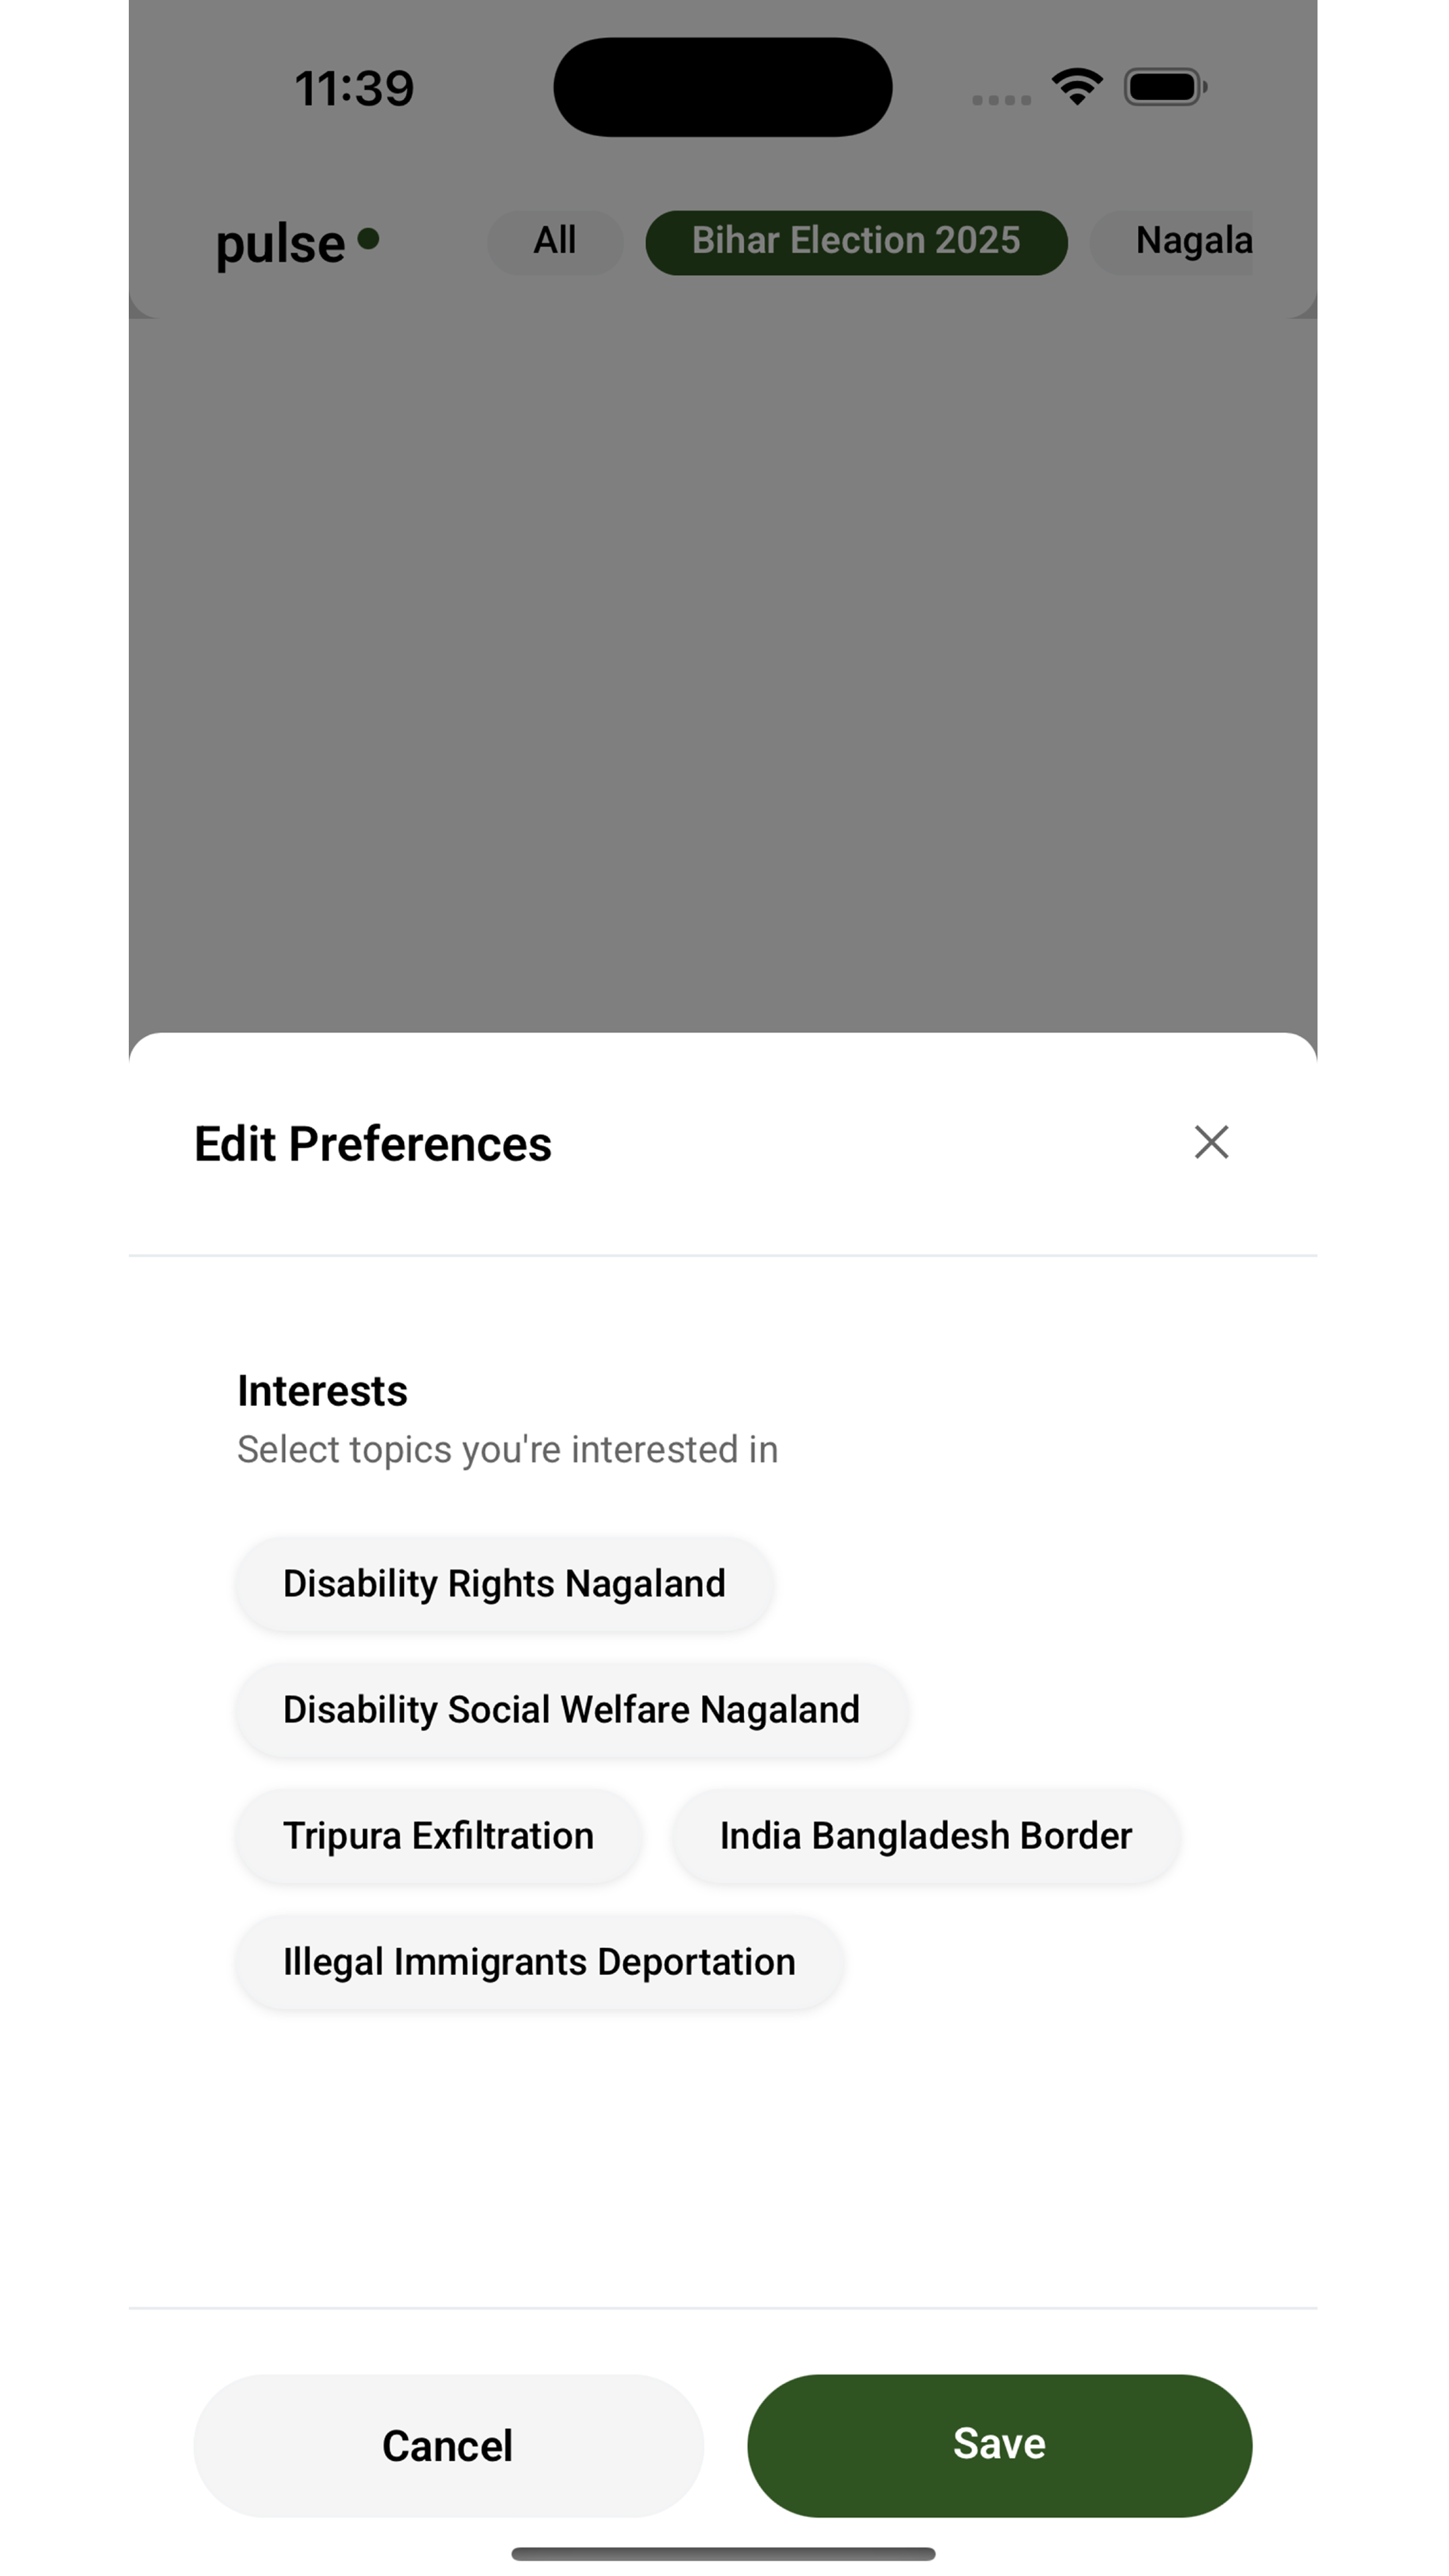 11:39
pulse
All
Bihar Election 2025
Nagala
Edit Preferences
Interests
Select topics you're interested in
Disability Rights Nagaland
Disability Social Welfare Nagaland
Tripura Exfiltration
India Bangladesh Border
Illegal Immigrants Deportation
Cancel
Save